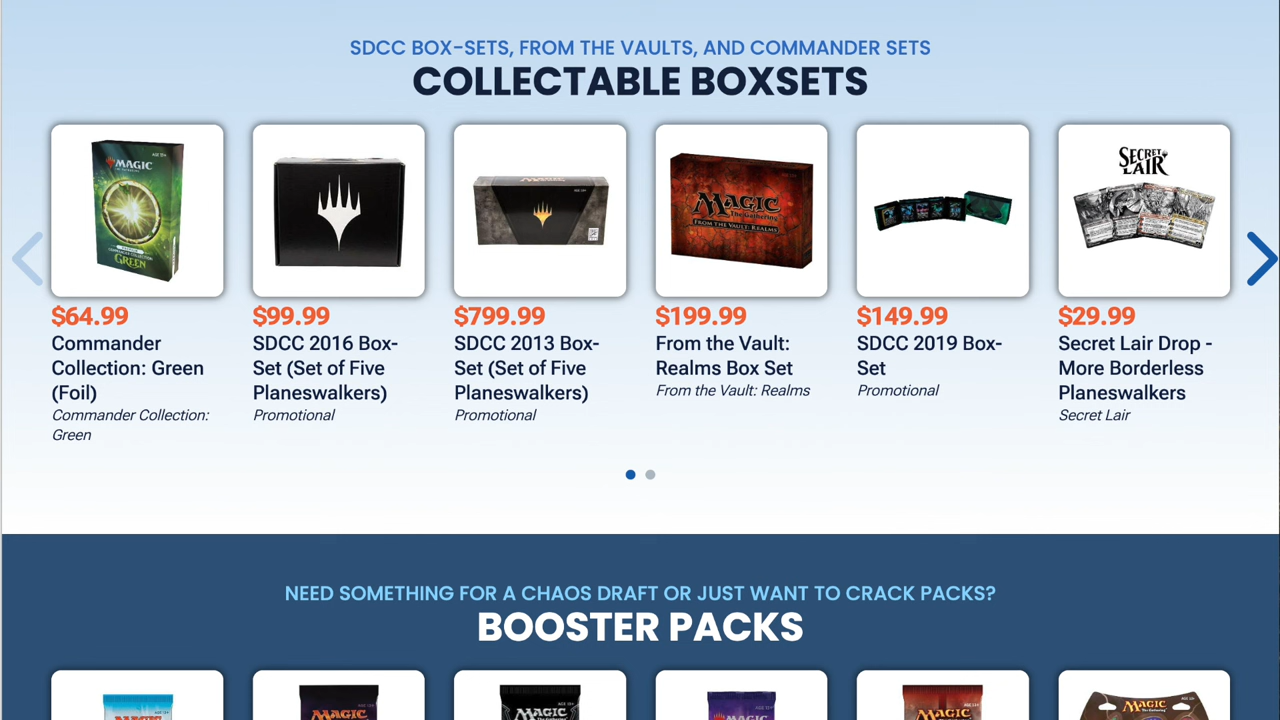 SDCC BOX-SETS, FROM THE VAULTS, AND COMMANDER SETS
COLLECTABLE BOXSETS
MAGIC
GREEN
MAGIC
The Gathering
FROM THE VAULT: REALMS
SECRET
LAIR
$64.99
Commander
Collection: Green
(Foil)
Commander Collection:
Green
$99.99
SDCC 2016 Box-
Set (Set of Five
Planeswalkers)
Promotional
$799.99
SDCC 2013 Box-
Set (Set of Five
Planeswalkers)
Promotional
$199.99
From the Vault:
Realms Box Set
From the Vault: Realms
$149.99
SDCC 2019 Box-
Set
Promotional
$29.99
Secret Lair Drop -
More Borderless
Planeswalkers
Secret Lair
NEED SOMETHING FOR A CHAOS DRAFT OR JUST WANT TO CRACK PACKS?
BOOSTER PACKS
MAGIC
MAGIC
MAGIC
MAGIC
MAGIC
MAGIC
The Gathering